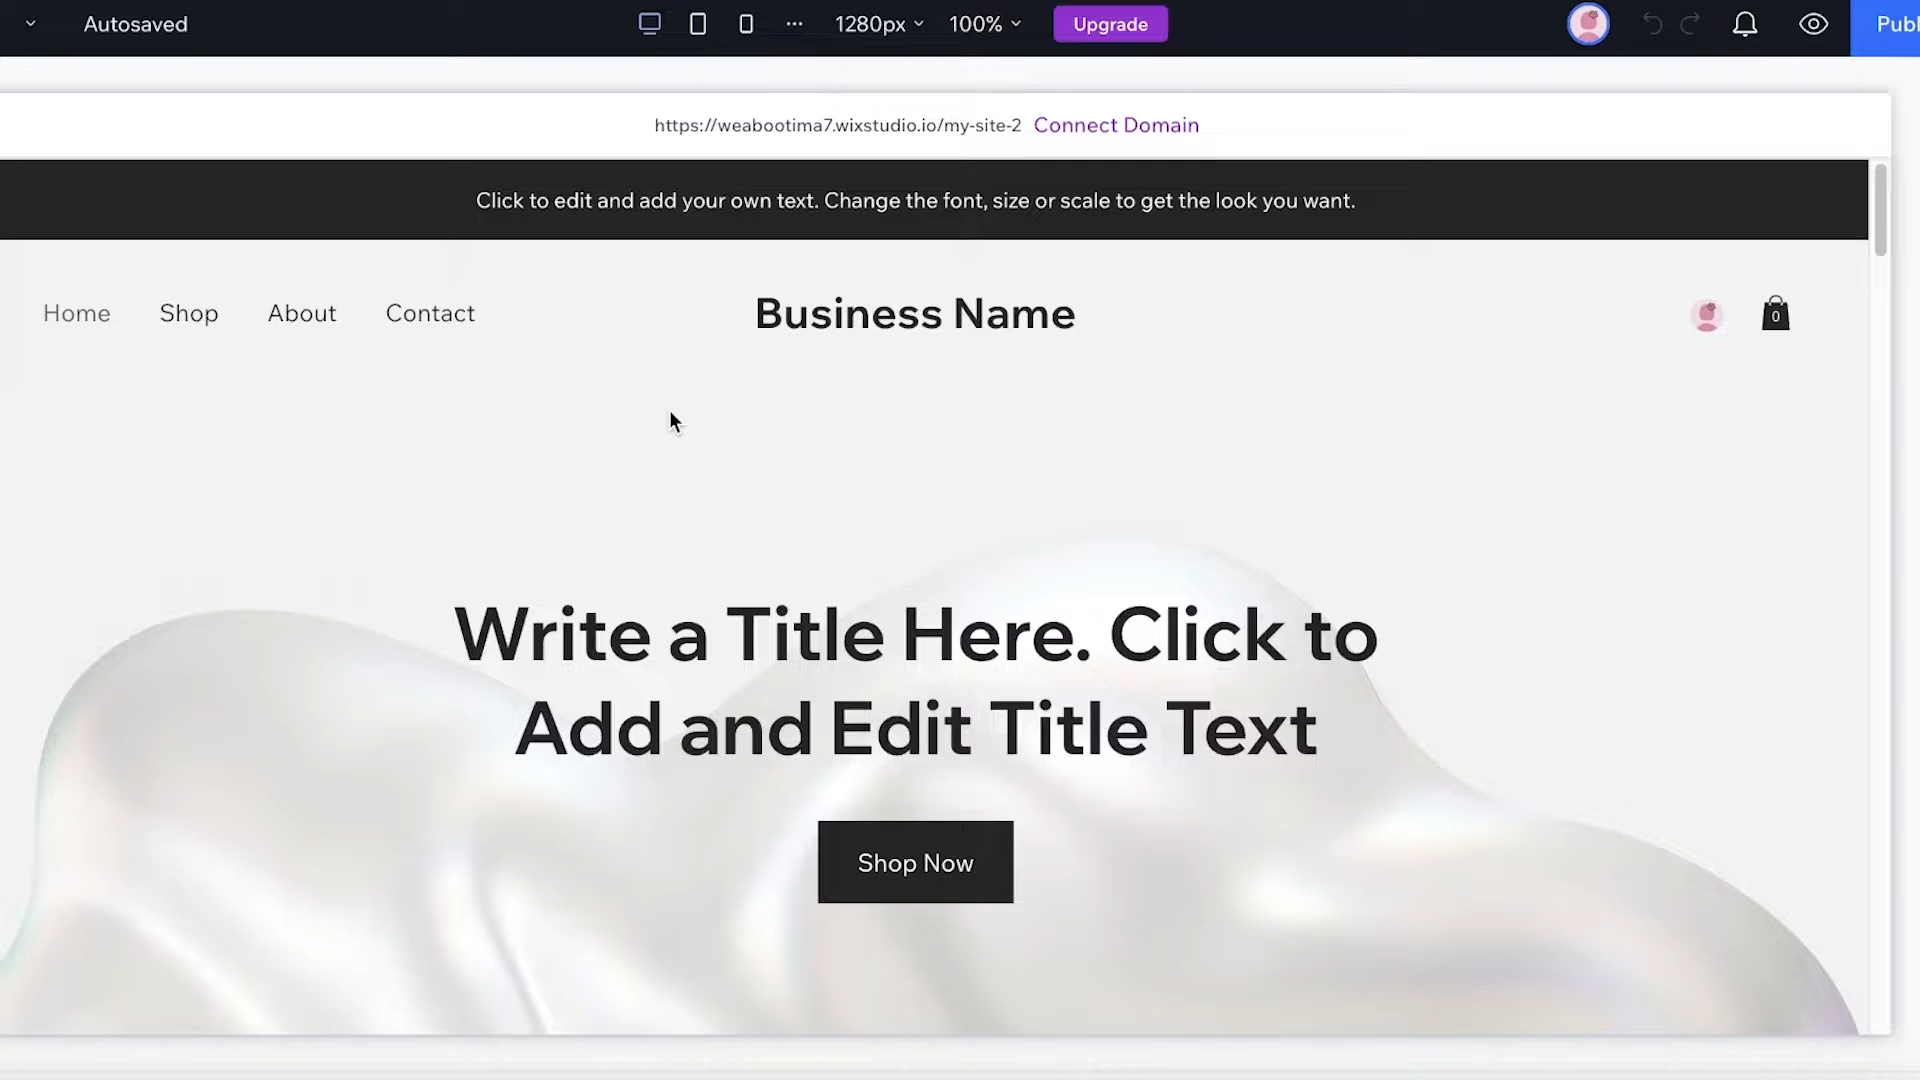 Autosaved
1280px
100%
Upgrade
Publ
https://weabootima7.wixstudio.io/my-site-2 Connect Domain
Click to edit and add your own text. Change the font, size or scale to get the look you want.
Home
Shop
About
Contact
Business Name
0
Write a Title Here. Click to
Add and Edit Title Text
Shop Now